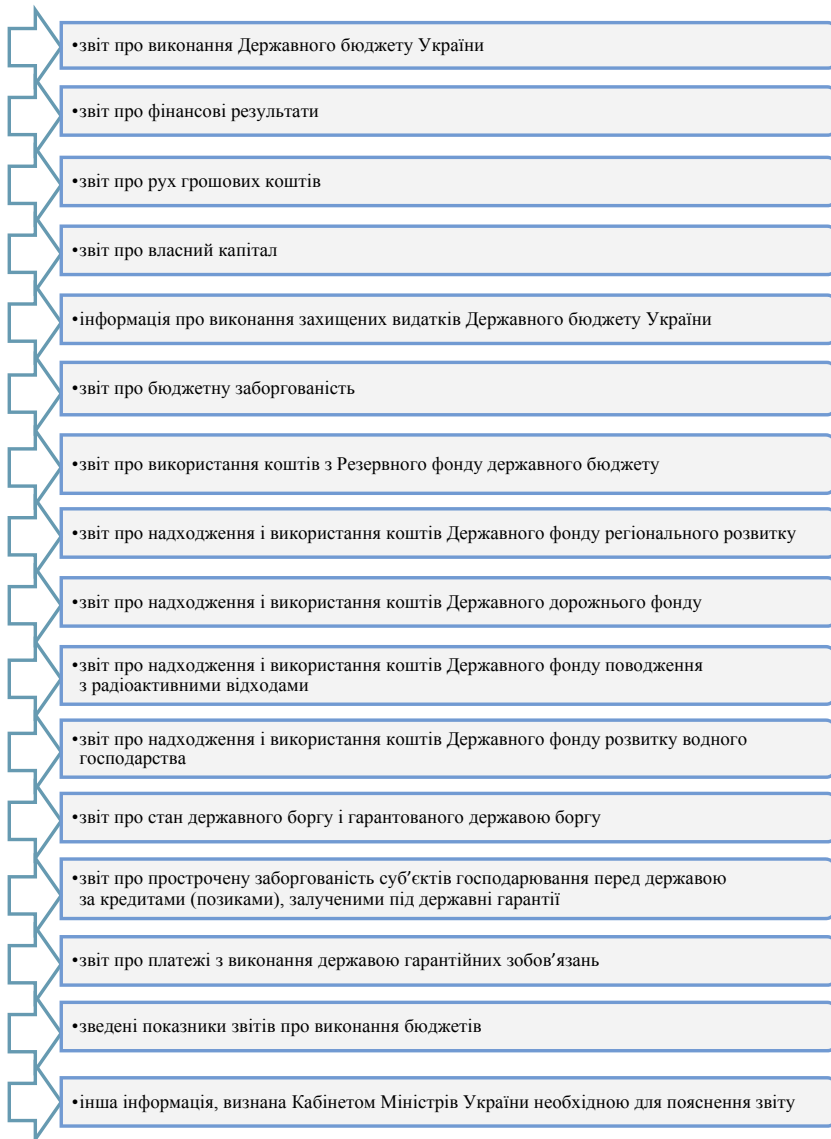 •звіт про виконання Державного бюджету України
•звіт про фінансові результати
•звіт про рух грошових коштів
•звіт про власний капітал
•інформація про виконання захищених видатків Державного бюджету України
•звіт про бюджетну заборгованість
•звіт про використання коштів з Резервного фонду державного бюджету
•звіт про надходження і використання коштів Державного фонду регіонального розвитку
•звіт про надходження і використання коштів Державного дорожнього фонду
•звіт про надходження і використання коштів Державного фонду поводження
з радіоактивними відходами
•звіт про надходження і використання коштів Державного фонду розвитку водного
господарства
•звіт про стан державного боргу і гарантованого державою боргу
•звіт про прострочену заборгованість суб’єктів господарювання перед державою
за кредитами (позиками), залученими під державні гарантії
•звіт про платежі з виконання державою гарантійних зобов’язань
•зведені показники звітів про виконання бюджетів
•інша інформація, визнана Кабінетом Міністрів України необхідною для пояснення звіту